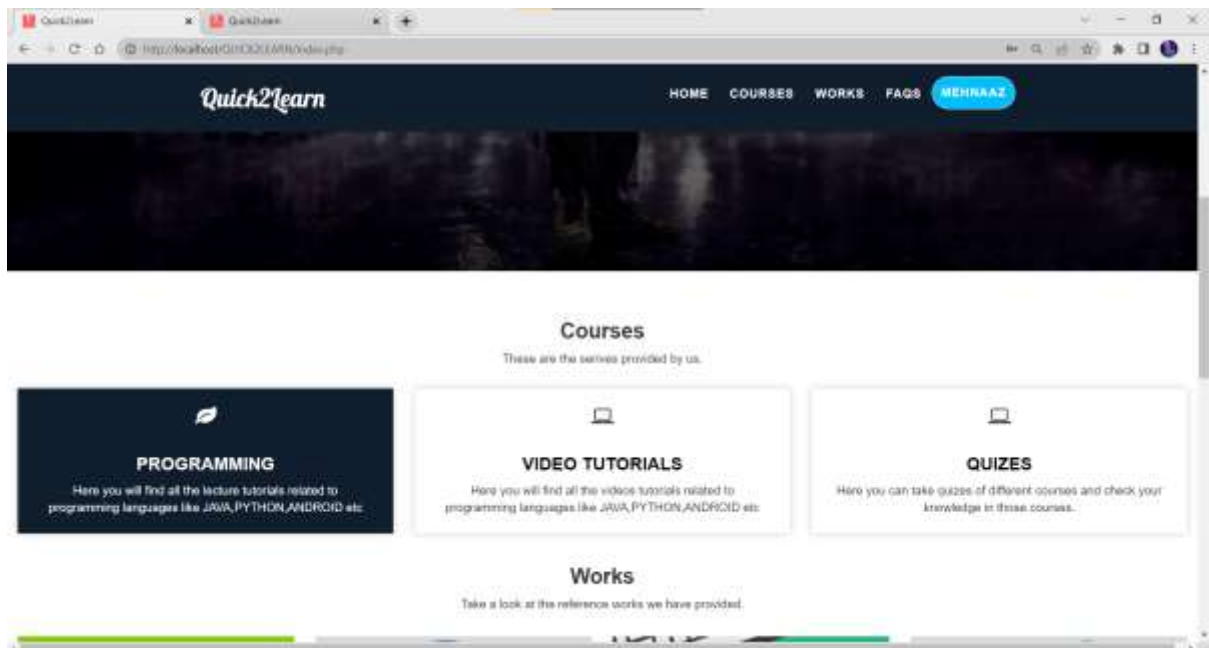 Quick2Learn
Quick2Learn
Quick2Learn
HOME COURSES WORKS FAQS MEHNAAZ
Courses
These are the serives provided by us.
PROGRAMMING
Here you will find all the lecture tutorials related to
programming languages like JAVA,PYTHON,ANDROID etc
VIDEO TUTORIALS
Here you will find all the videos tutorials related to
programming languages like JAVA,PYTHON,ANDROID etc
QUIZES
Here you can take quizes of different courses and check your
knowledge in those courses.
Works
Take a look at the reference works we have provided.